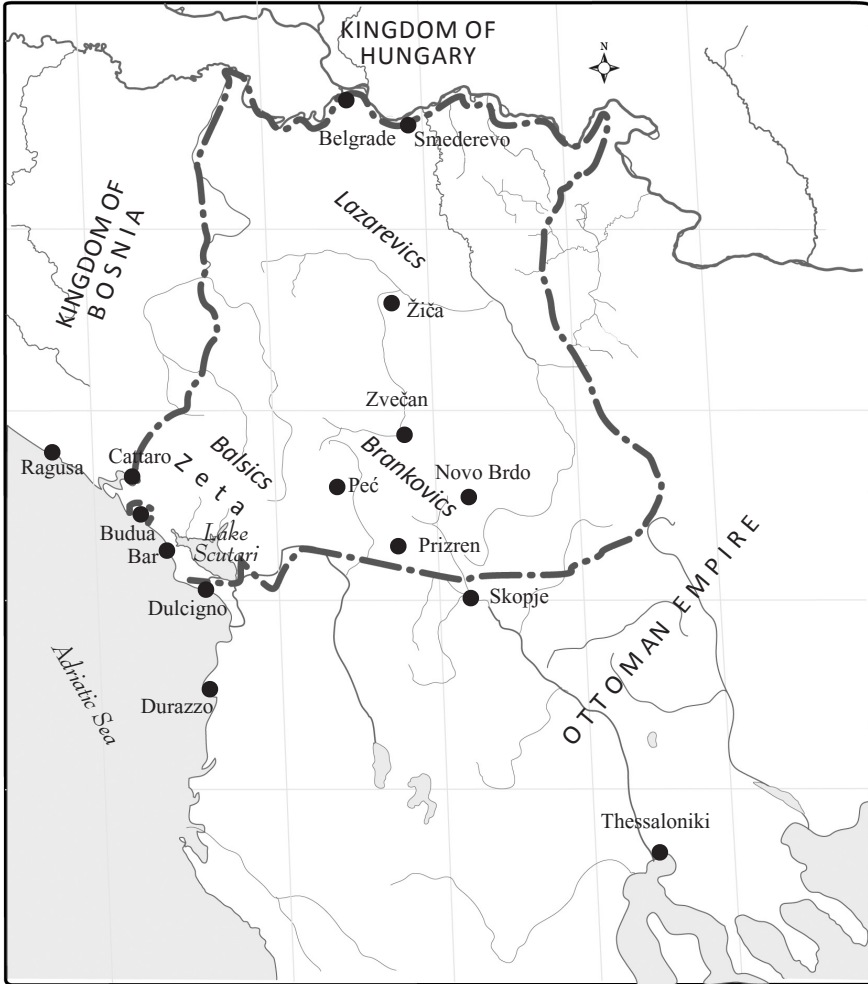 KINGDOM OF
HUNGARY
N
Belgrade
Smederevo
Lazarevics
KINGDOM OF
BOSNIA
Žiča
Zvečan
Ragusa
Cattaro
Balsics
Zeta
Brankovics
Peć
Novo Brdo
Budua
Bar
Lake
Scutari
Prizren
Dulcigno
Skopje
OTTOMAN EMPIRE
Adriatic Sea
Durazzo
Thessaloniki